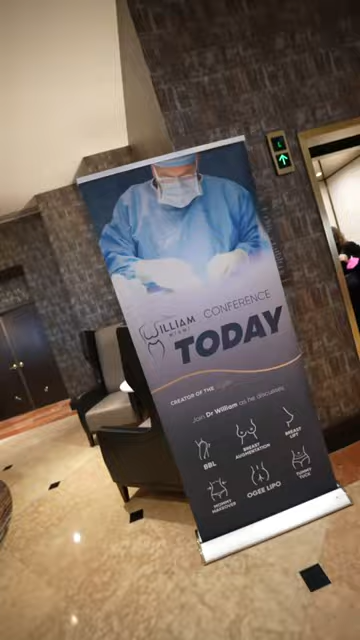 L
WILLIAM
MIAMI
CONFERENCE
TODAY
CREATOR OF THE
Join Dr William as he discusses
BBL
BREAST
AUGMENTATION
BREAST
LIFT
MOMMY
MAKEOVER
OGEE LIPO
TUMMY
TUCK